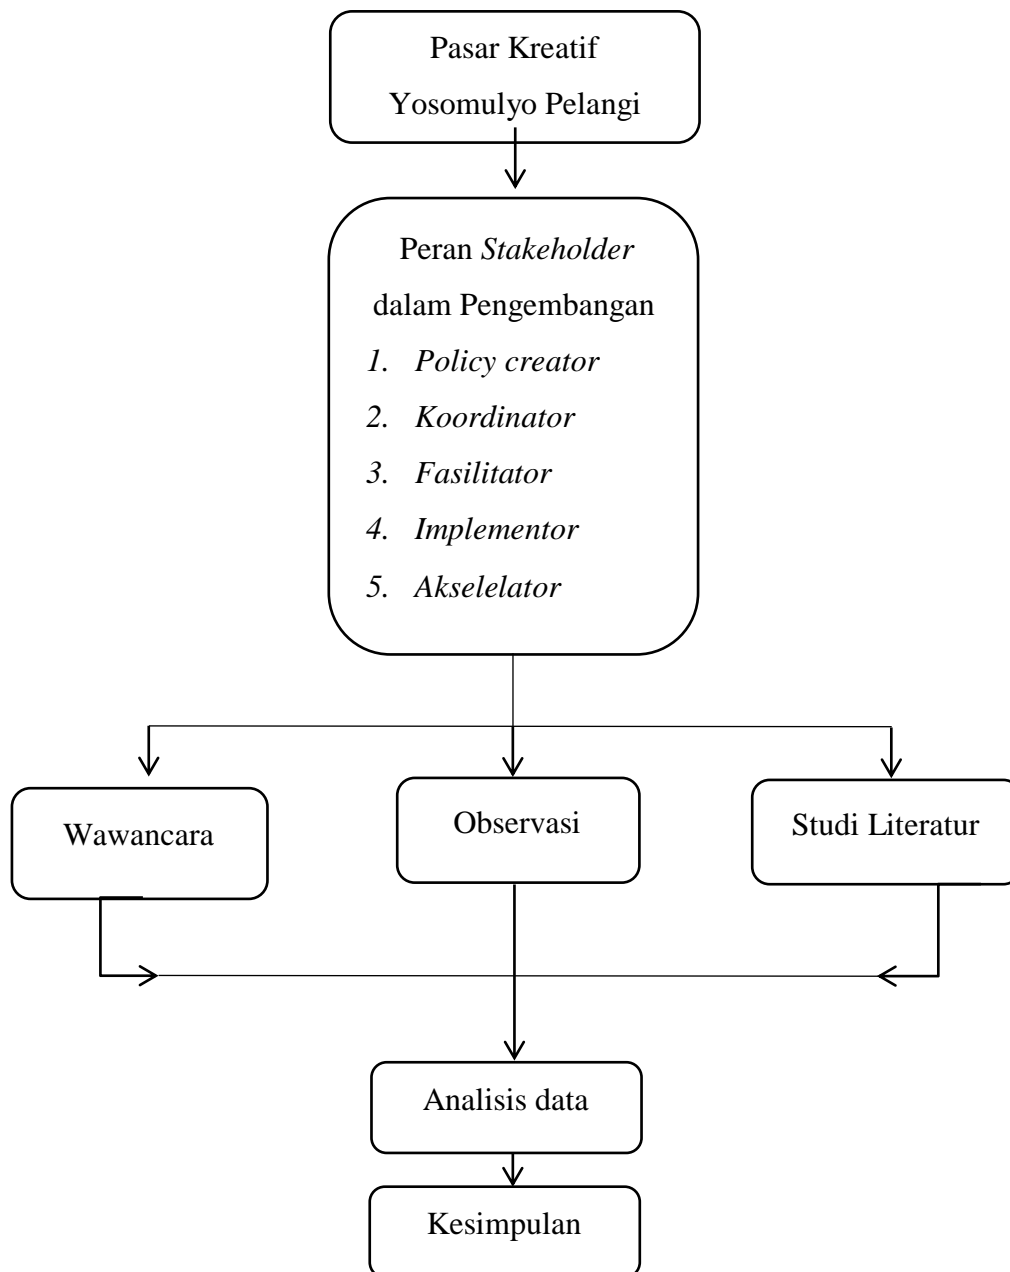 Pasar Kreatif
Yosomulyo Pelangi
Peran Stakeholder
dalam Pengembangan
1. Policy creator
2. Koordinator
3. Fasilitator
4. Implementor
5. Akselelator
Wawancara
Observasi
Studi Literatur
Analisis data
Kesimpulan